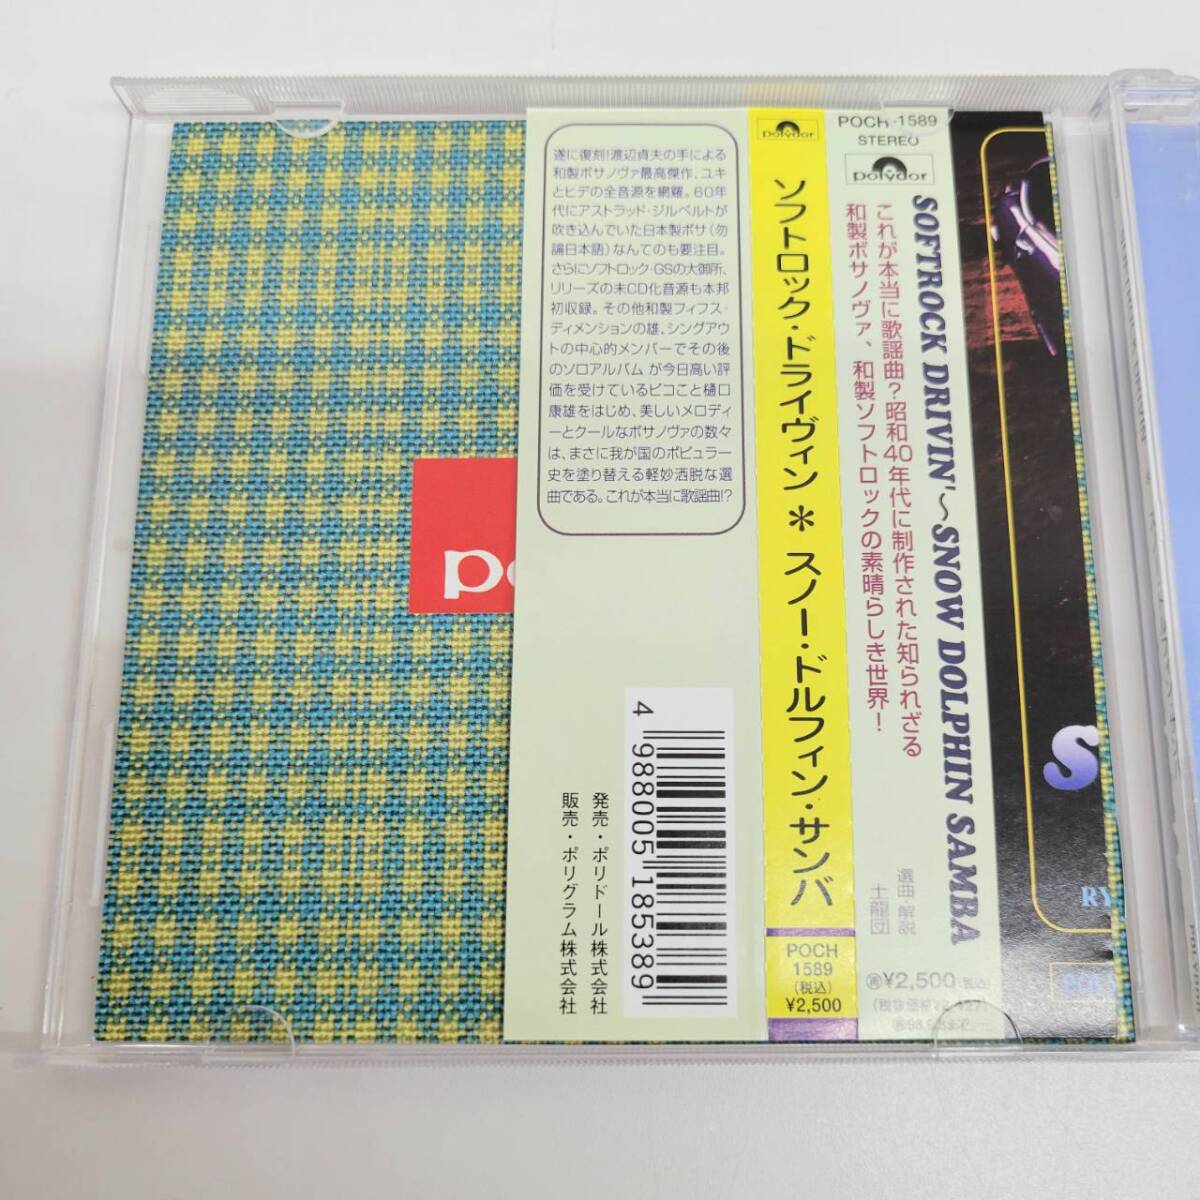 遂に復刻!渡辺貞夫の手による
和製ボサノヴァ最高傑作、ユキ
とヒデの全音源を網羅。60年
代にアストラッド・ジルベルトが
吹き込んでいた日本製ボサ(勿
論日本語)なんてのも要注目。
さらにソフトロック・GSの大御所、
リリーズの未CD化音源も本邦
初収録。その他和製フィフス・
ディメンションの雄、シングアウ
トの中心的メンバーでその後
のソロアルバム が今日高い評
価を受けているピコこと樋口
康雄をはじめ、美しいメロディ
ーとクールなボサノヴァの数々
は、まさに我が国のポピュラー
史を塗り替える軽妙洒脱な選
曲である。これが本当に歌謡曲!?
4 988005 185389
発売・ポリドール株式会社
販売・ポリグラム株式会社
polydor
ソフトロック・ドライヴィン * スノー・ドルフィン・サンバ
POCH
1589
(税込)
¥2,500
POCH-1589
STEREO
polydor
SOFTROCK DRIVIN'~SNOW DOLPHIN SAMBA
これが本当に歌謡曲?昭和40年代に制作された知られざる
和製ボサノヴァ、和製ソフトロックの素晴らしき世界!
選曲・解説
土龍団
¥2,500(税込)
S
RY